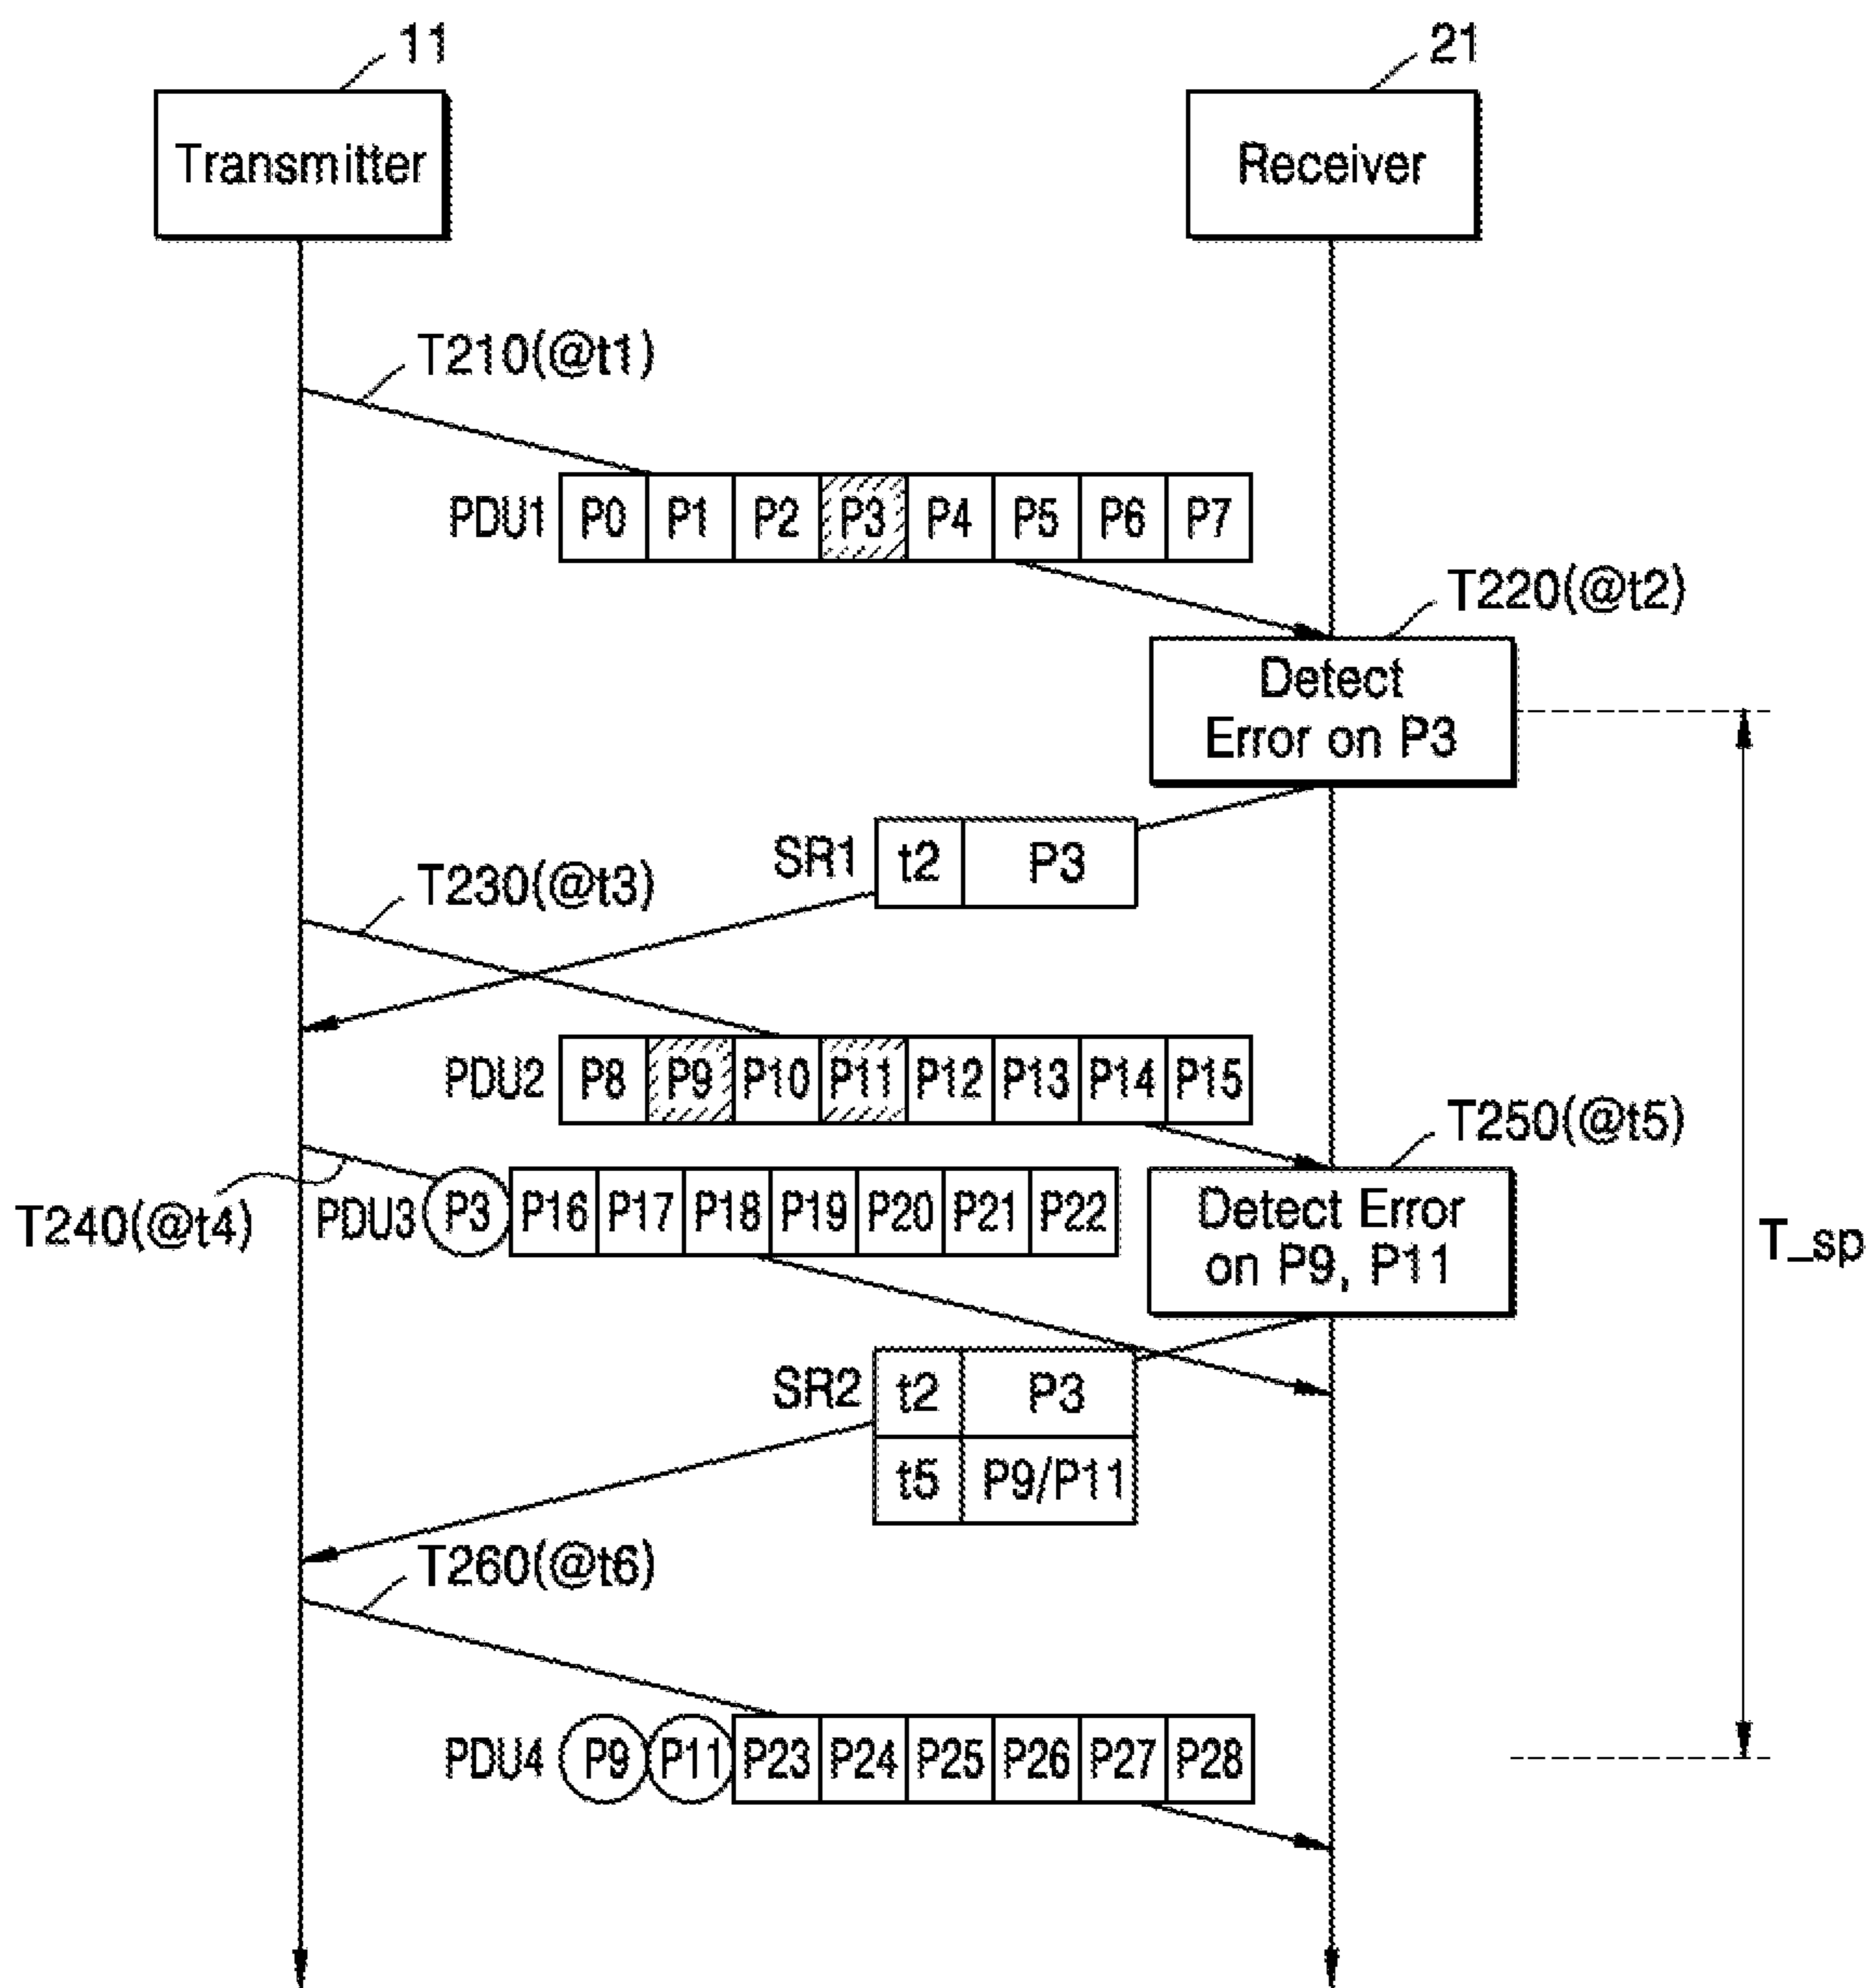 11
21
Transmitter
Receiver
T210(@t1)
PDU1 P0 P1 P2 P3 P4 P5 P6 P7
T220(@t2)
Detect
Error on P3
SR1 t2 P3
T230(@t3)
PDU2 P8 P9 P10 P11 P12 P13 P14 P15
T250(@t5)
T240(@t4)
PDU3 P3 P16 P17 P18 P19 P20 P21 P22
Detect Error
on P9, P11
T_sp
SR2 t2 P3
t5 P9/P11
T260(@t6)
PDU4 P9 P11 P23 P24 P25 P26 P27 P28